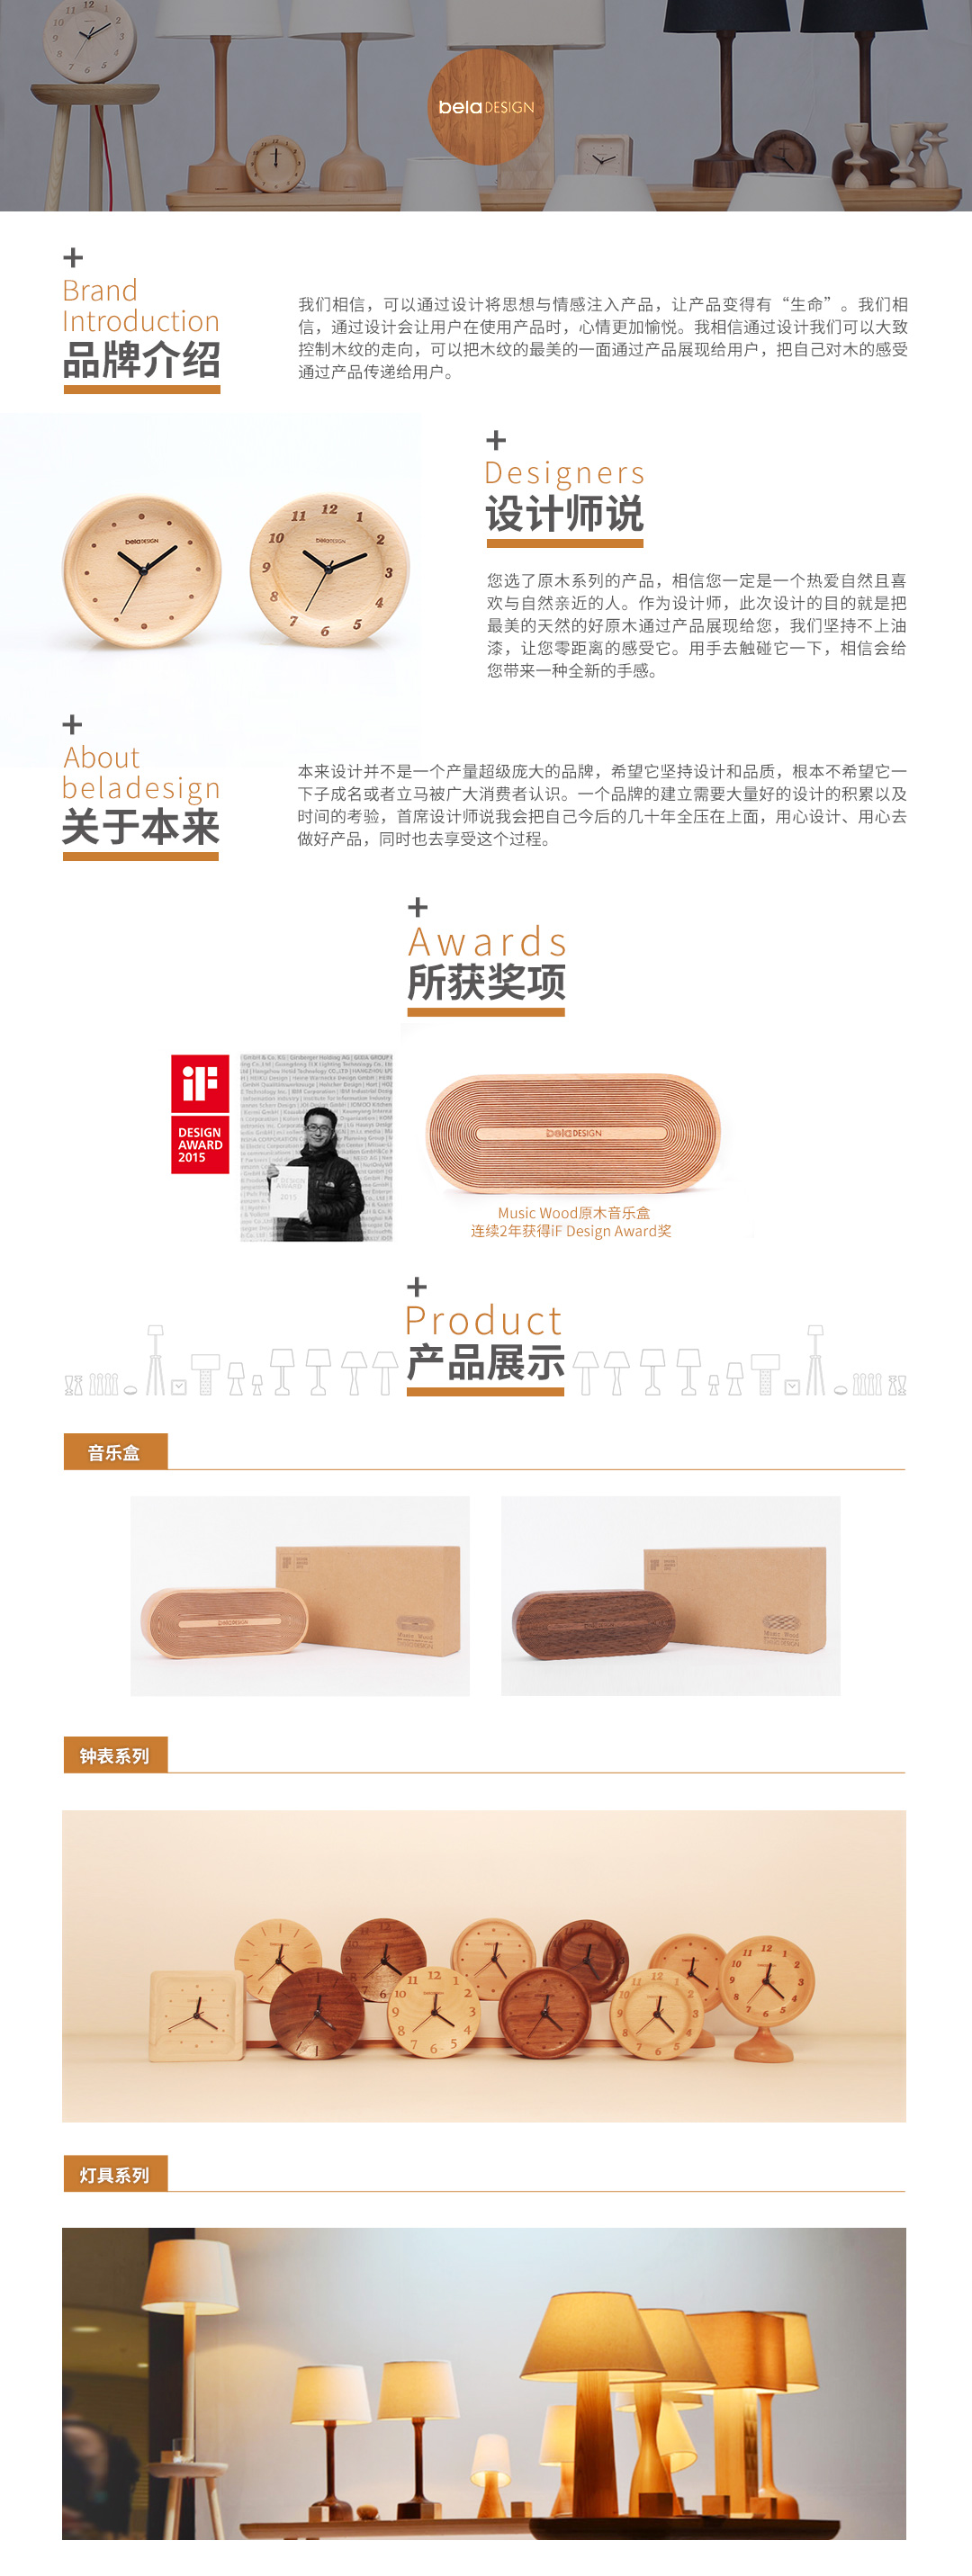 bela DESIGN
Brand
Introduction
品牌介绍
我们相信，可以通过设计将思想与情感注入产品，让产品变得有“生命”。我们相
信，通过设计会让用户在使用产品时，心情更加愉悦。我相信通过设计我们可以大致
控制木纹的走向，可以把木纹的最美的一面通过产品展现给用户，把自己对木的感受
通过产品传递给用户。
Designers
设计师说
您选了原木系列的产品，相信您一定是一个热爱自然且喜
欢与自然亲近的人。作为设计师，此次设计的目的就是把
最美的天然的好原木通过产品展现给您，我们坚持不上油
漆，让您零距离的感受它。用手去触碰它一下，相信会给
您带来一种全新的手感。
belaDESIGN
belaDESIGN
12
1
2
3
4
5
6
7
8
9
10
11
About
beladesign
关于本来
本来设计并不是一个产量超级庞大的品牌，希望它坚持设计和品质，根本不希望它一
下子成名或者立马被广大消费者认识。一个品牌的建立需要大量好的设计的积累以及
时间的考验，首席设计师说我会把自己今后的几十年全压在上面，用心设计、用心去
做好产品，同时也去享受这个过程。
Awards
所获奖项
iF
DESIGN
AWARD
2015
belaDESIGN
Music Wood原木音乐盒
连续2年获得iF Design Award奖
Product
产品展示
音乐盒
钟表系列
灯具系列